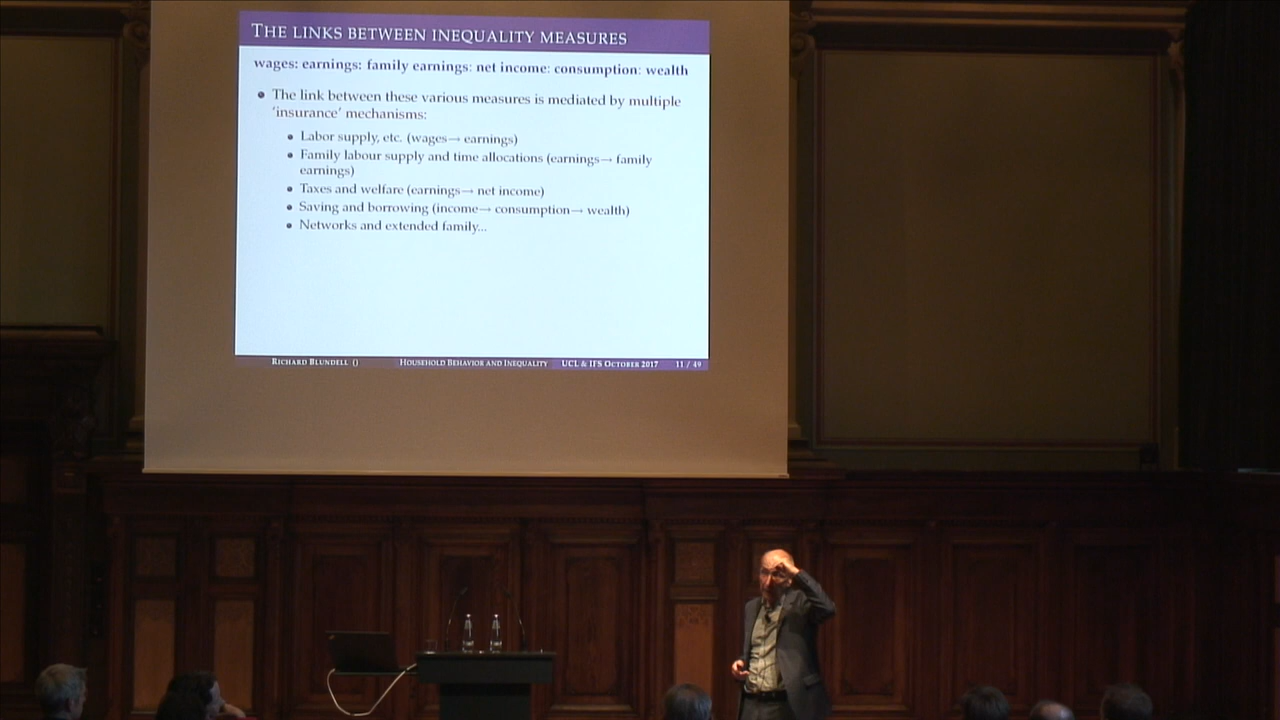 THE LINKS BETWEEN INEQUALITY MEASURES
wages: earnings: family earnings: net income: consumption: wealth
The link between these various measures is mediated by multiple
'insurance' mechanisms:
Labor supply, etc. (wages→ earnings)
Family labour supply and time allocations (earnings→ family
earnings)
Taxes and welfare (earnings→ net income)
Saving and borrowing (income→ consumption→ wealth)
Networks and extended family...
RICHARD BLUNDELL () HOUSEHOLD BEHAVIOR AND INEQUALITY UCL & IFS OCTOBER 2017 11 / 49